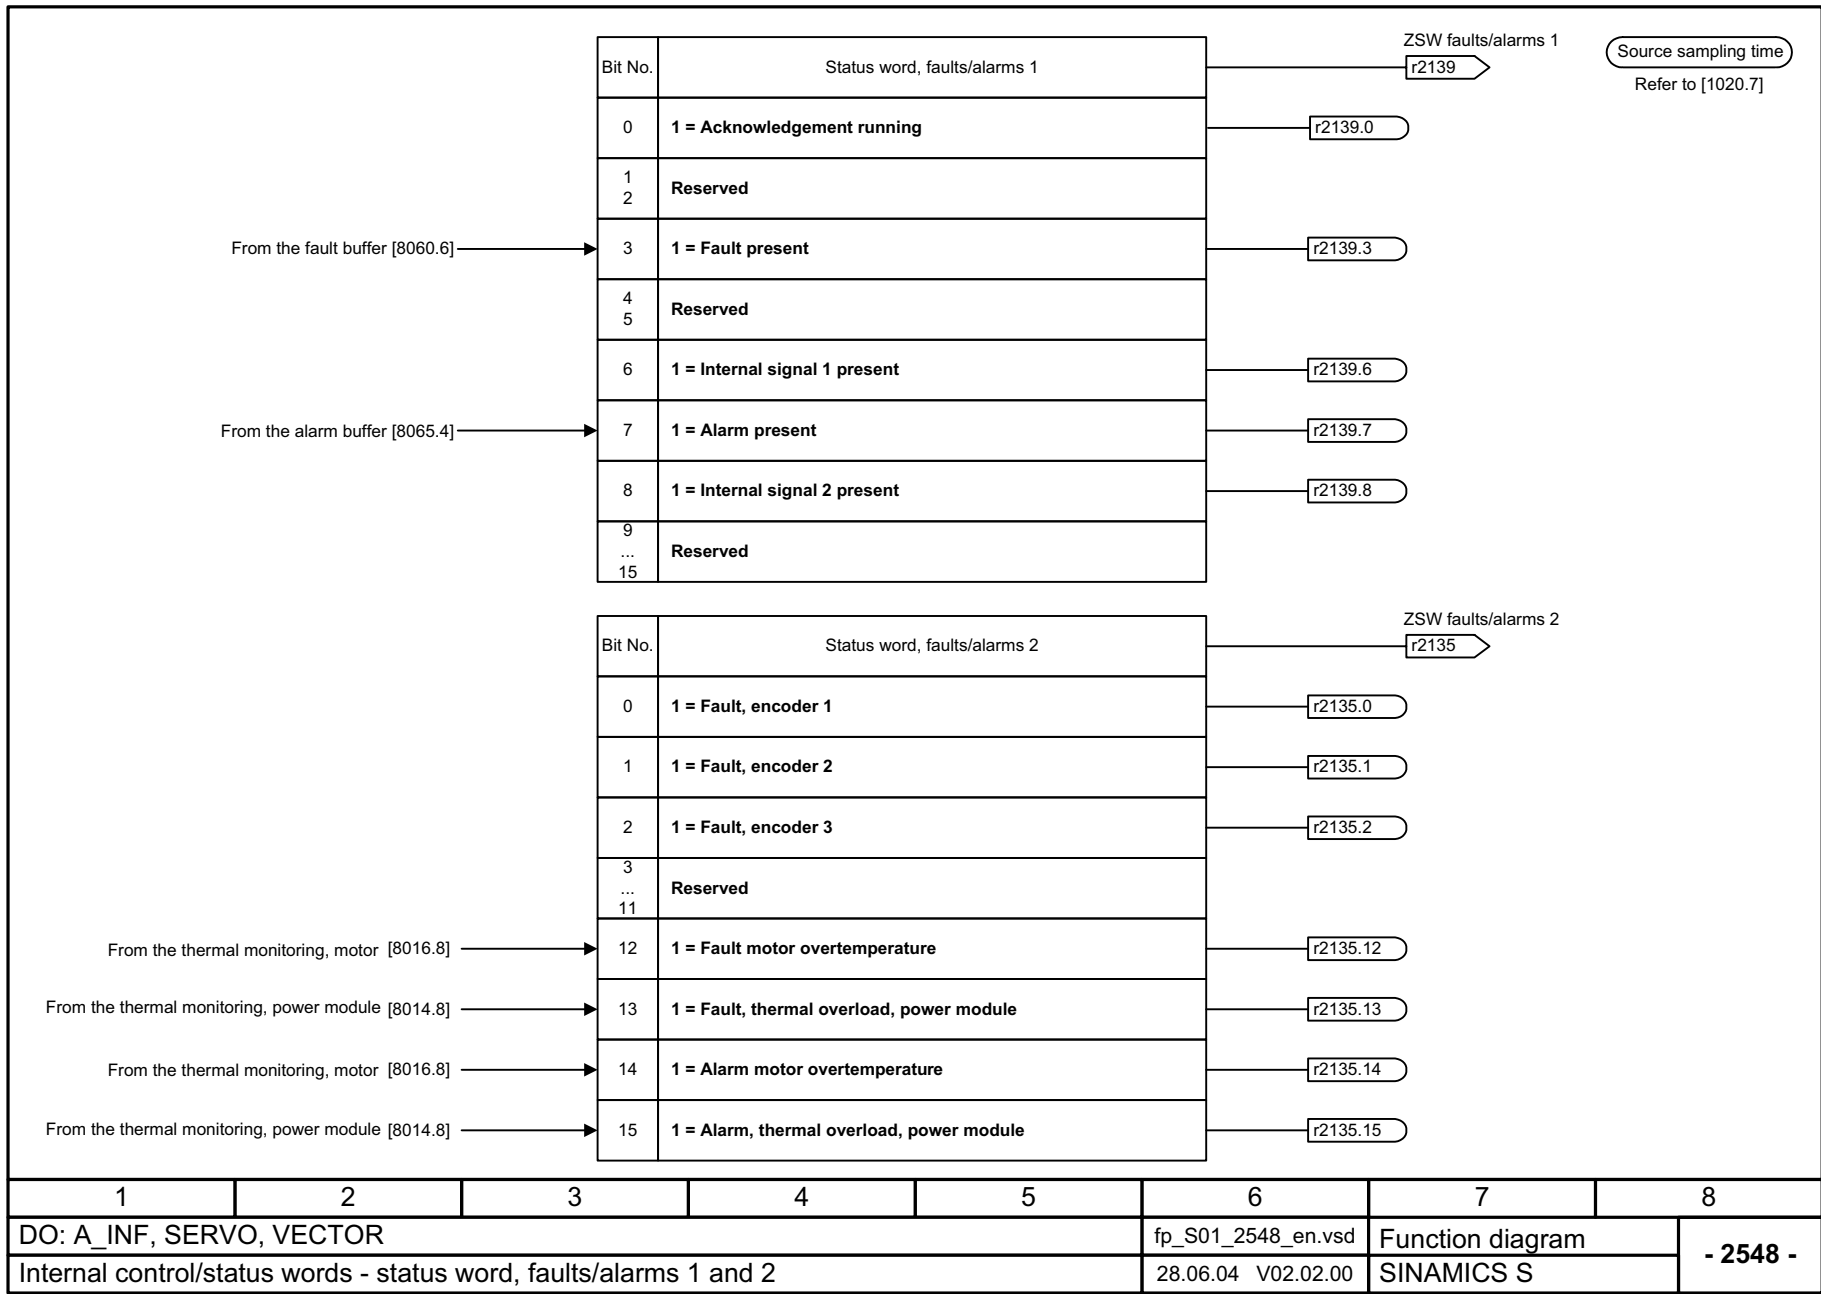 ZSW faults/alarms 1
Source sampling time
Bit No. Status word, faults/alarms 1 r2139
Refer to [1020.7]
0 1 = Acknowledgement running r2139.0
1
2
Reserved
From the fault buffer [8060.6] 3 1 = Fault present r2139.3
4
5
Reserved
6 1 = Internal signal 1 present r2139.6
From the alarm buffer [8065.4] 7 1 = Alarm present r2139.7
8 1 = Internal signal 2 present r2139.8
9
...
15
Reserved
ZSW faults/alarms 2
Bit No. Status word, faults/alarms 2 r2135
0 1 = Fault, encoder 1 r2135.0
1 1 = Fault, encoder 2 r2135.1
2 1 = Fault, encoder 3 r2135.2
3
...
11
Reserved
From the thermal monitoring, motor [8016.8] 12 1 = Fault motor overtemperature r2135.12
From the thermal monitoring, power module [8014.8] 13 1 = Fault, thermal overload, power module r2135.13
From the thermal monitoring, motor [8016.8] 14 1 = Alarm motor overtemperature r2135.14
From the thermal monitoring, power module [8014.8] 15 1 = Alarm, thermal overload, power module r2135.15
1 2 3 4 5 6 7 8
DO: A_INF, SERVO, VECTOR fp_S01_2548_en.vsd Function diagram
- 2548 -
Internal control/status words - status word, faults/alarms 1 and 2 28.06.04 V02.02.00 SINAMICS S